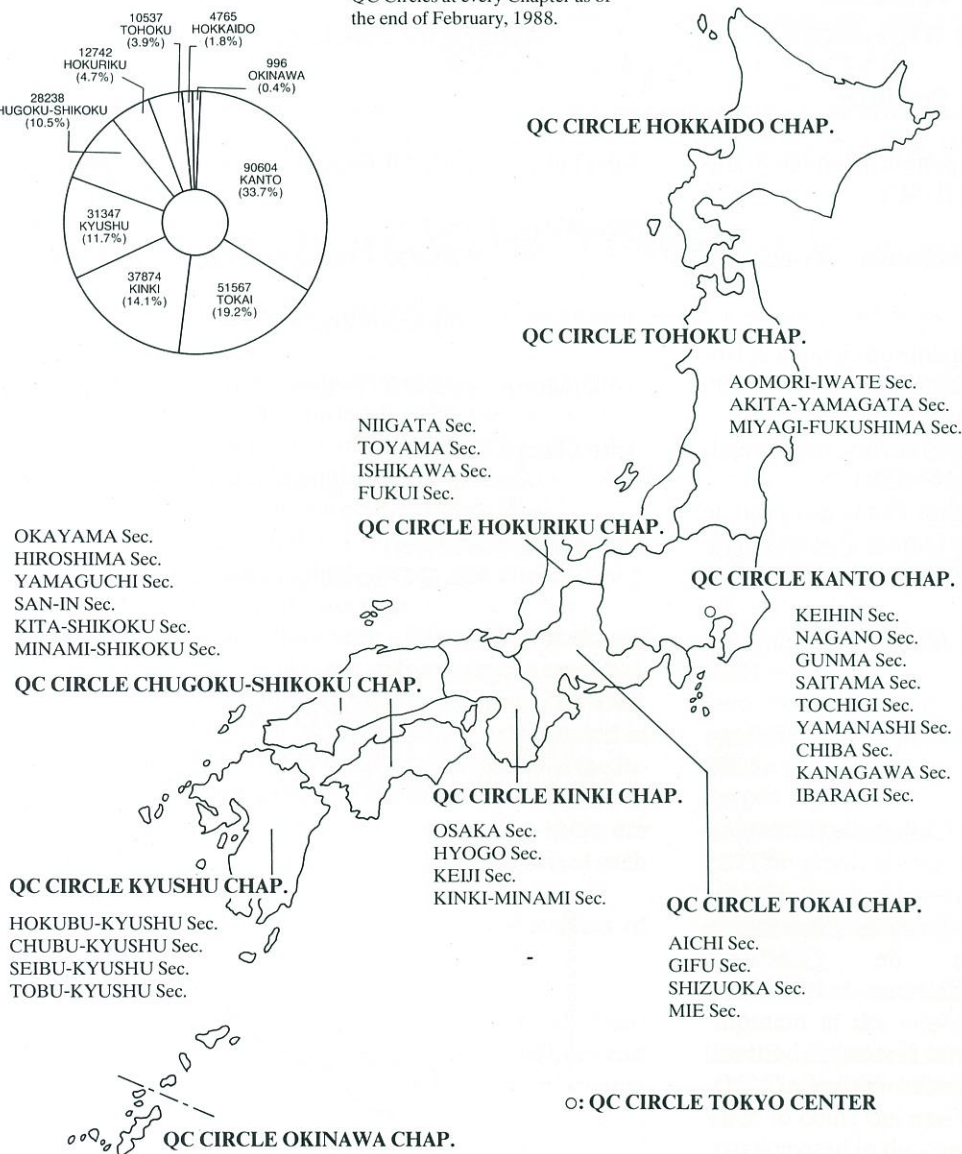 QC Circles at every Chapter as of
the end of February, 1988.
10537
TOHOKU
(3.9%)
4765
HOKKAIDO
(1.8%)
12742
HOKURIKU
(4.7%)
996
OKINAWA
(0.4%)
28238
HUGOKU-SHIKOKU
(10.5%)
90604
KANTO
(33.7%)
31347
KYUSHU
(11.7%)
37874
KINKI
(14.1%)
51567
TOKAI
(19.2%)
QC CIRCLE HOKKAIDO CHAP.
QC CIRCLE TOHOKU CHAP.
AOMORI-IWATE Sec.
AKITA-YAMAGATA Sec.
MIYAGI-FUKUSHIMA Sec.
NIIGATA Sec.
TOYAMA Sec.
ISHIKAWA Sec.
FUKUI Sec.
QC CIRCLE HOKURIKU CHAP.
OKAYAMA Sec.
HIROSHIMA Sec.
YAMAGUCHI Sec.
SAN-IN Sec.
KITA-SHIKOKU Sec.
MINAMI-SHIKOKU Sec.
QC CIRCLE CHUGOKU-SHIKOKU CHAP.
QC CIRCLE KANTO CHAP.
KEIHIN Sec.
NAGANO Sec.
GUNMA Sec.
SAITAMA Sec.
TOCHIGI Sec.
YAMANASHI Sec.
CHIBA Sec.
KANAGAWA Sec.
IBARAGI Sec.
QC CIRCLE KINKI CHAP.
OSAKA Sec.
HYOGO Sec.
KEIJI Sec.
KINKI-MINAMI Sec.
QC CIRCLE KYUSHU CHAP.
HOKUBU-KYUSHU Sec.
CHUBU-KYUSHU Sec.
SEIBU-KYUSHU Sec.
TOBU-KYUSHU Sec.
QC CIRCLE TOKAI CHAP.
AICHI Sec.
GIFU Sec.
SHIZUOKA Sec.
MIE Sec.
○: QC CIRCLE TOKYO CENTER
QC CIRCLE OKINAWA CHAP.